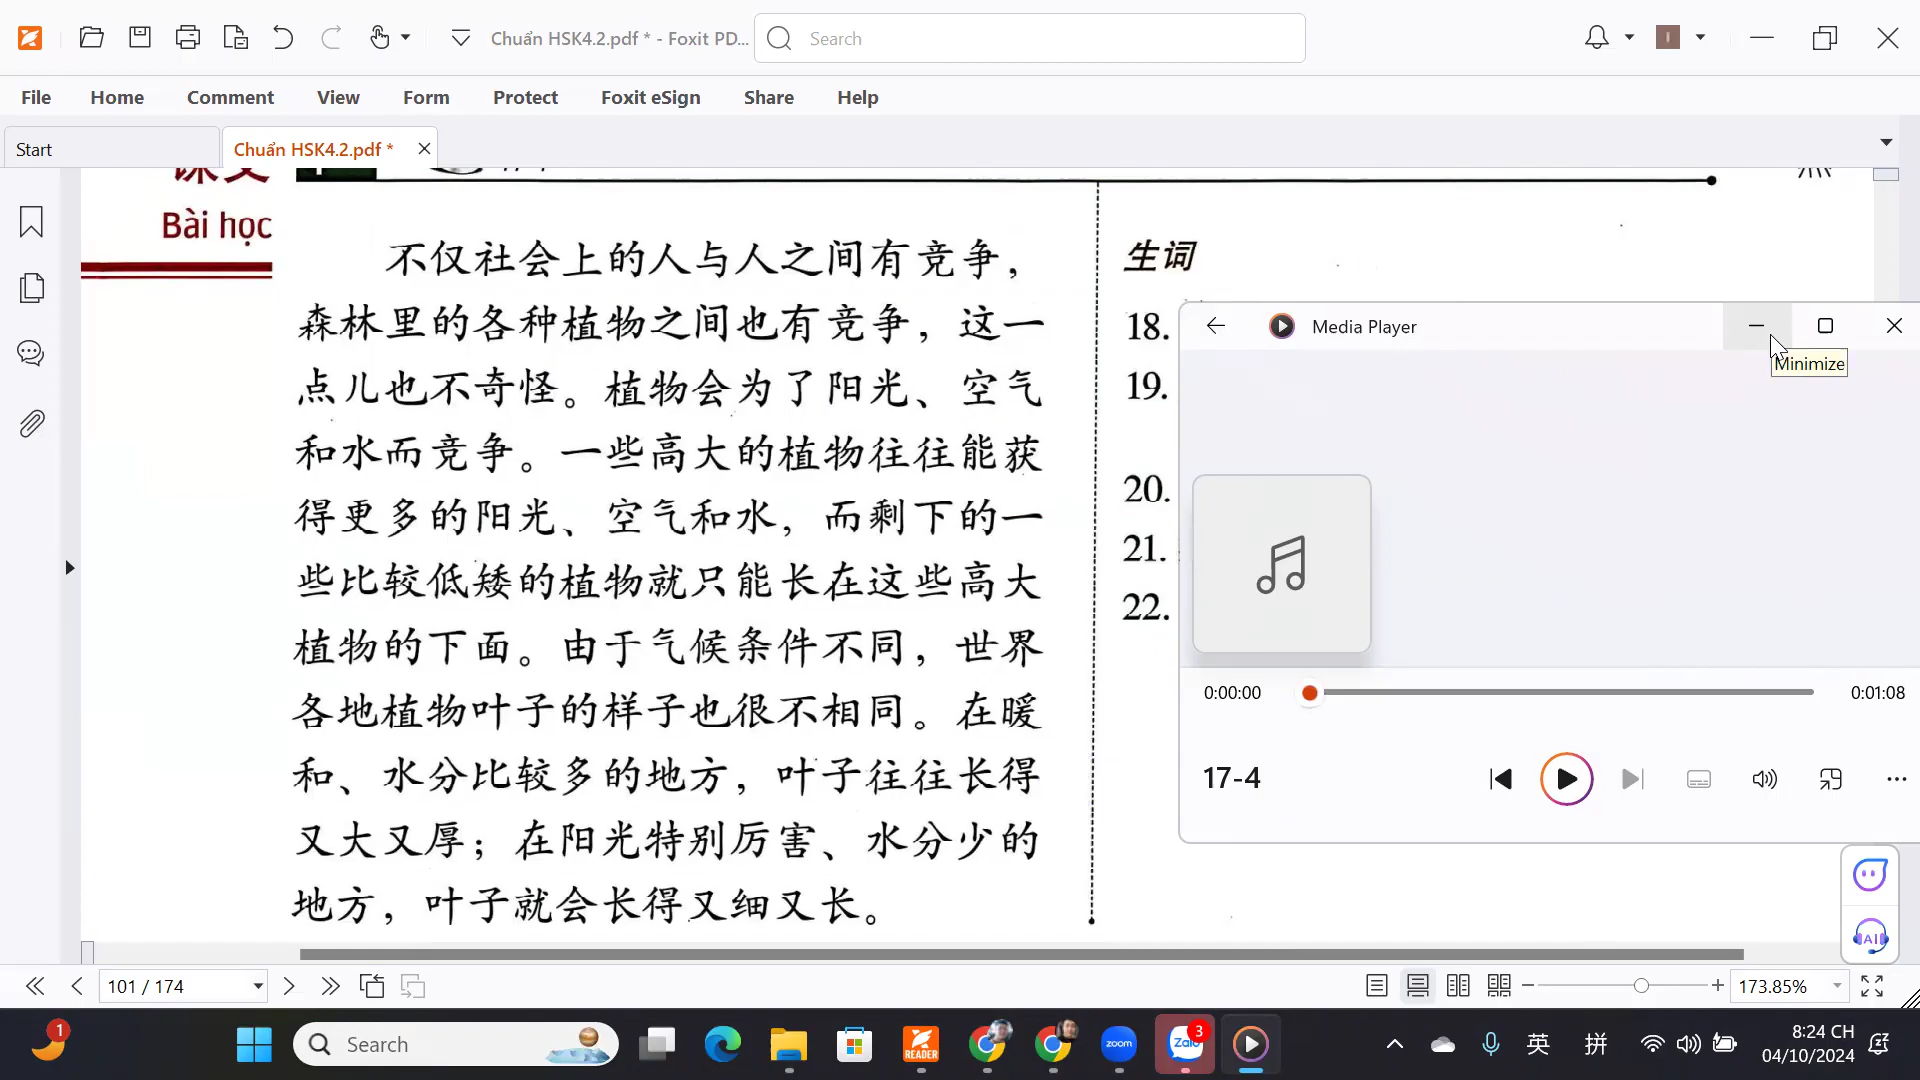 Chuẩn HSK4.2.pdf * - Foxit PD...
Search
File
Home
Comment
View
Form
Protect
Foxit eSign
Share
Help
Start
Chuẩn HSK4.2.pdf *
Bài học
不仅社会上的人与人之间有竞争，
森林里的各种植物之间也有竞争，这一
点儿也不奇怪。植物会为了阳光、空气
和水而竞争。一些高大的植物往往能获
得更多的阳光、空气和水，而剩下的一
些比较低矮的植物就只能长在这些高大
植物的下面。由于气候条件不同，世界
各地植物叶子的样子也很不相同。在暖
和、水分比较多的地方，叶子往往长得
又大又厚；在阳光特别厉害、水分少的
地方，叶子就会长得又细又长。
生词
18.
19.
20.
21.
22.
Media Player
Minimize
0:00:00
0:01:08
17-4
AI
101 / 174
173.85%
1
Search
READER
zoom
Zalo
3
英
拼
8:24 CH
04/10/2024